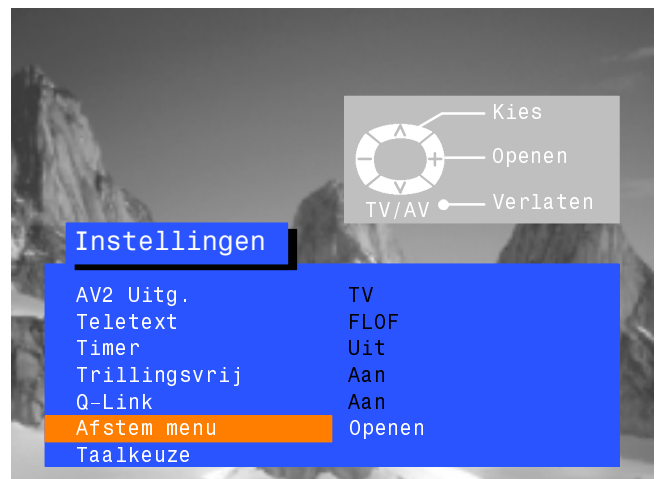 Kies
Openen
TV/AV Verlaten
Instellingen
AV2 Uitg. TV
Teletext FLOF
Timer Uit
Trillingsvrij Aan
Q-Link Aan
Afstem menu Openen
Taalkeuze